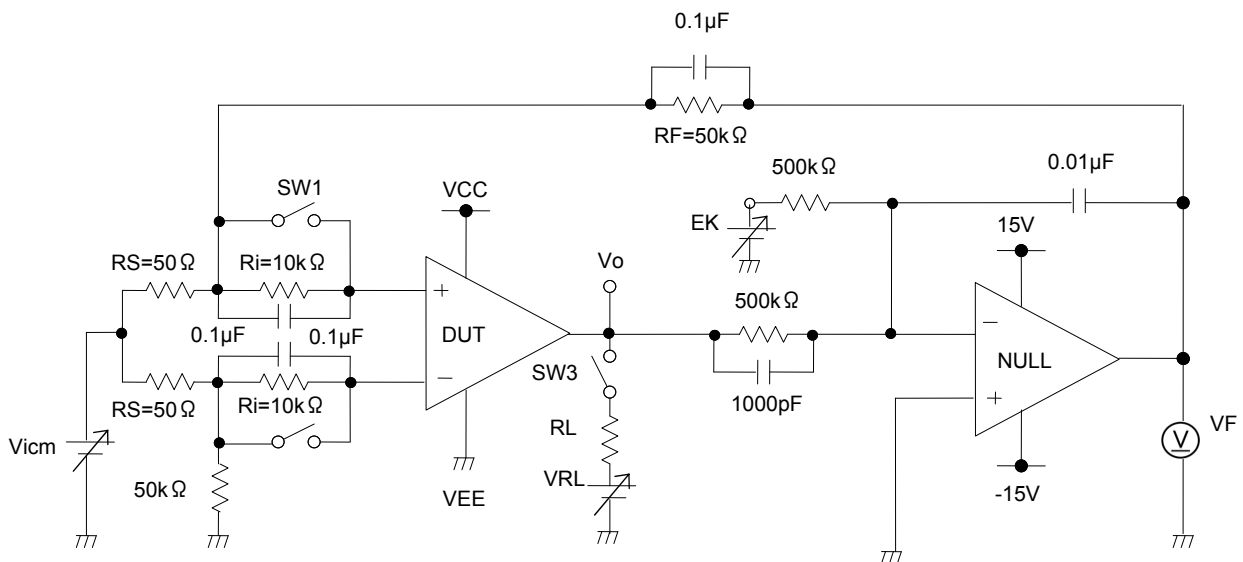 0.1µF
RF=50kΩ
500kΩ
0.01µF
SW1
VCC
EK
15V
RS=50Ω
Ri=10kΩ
Vo
500kΩ
+
0.1µF
0.1µF
DUT
−
NULL
−
SW3
1000pF
+
RS=50Ω
Ri=10kΩ
RL
VF
V
Vicm
VRL
50kΩ
VEE
-15V